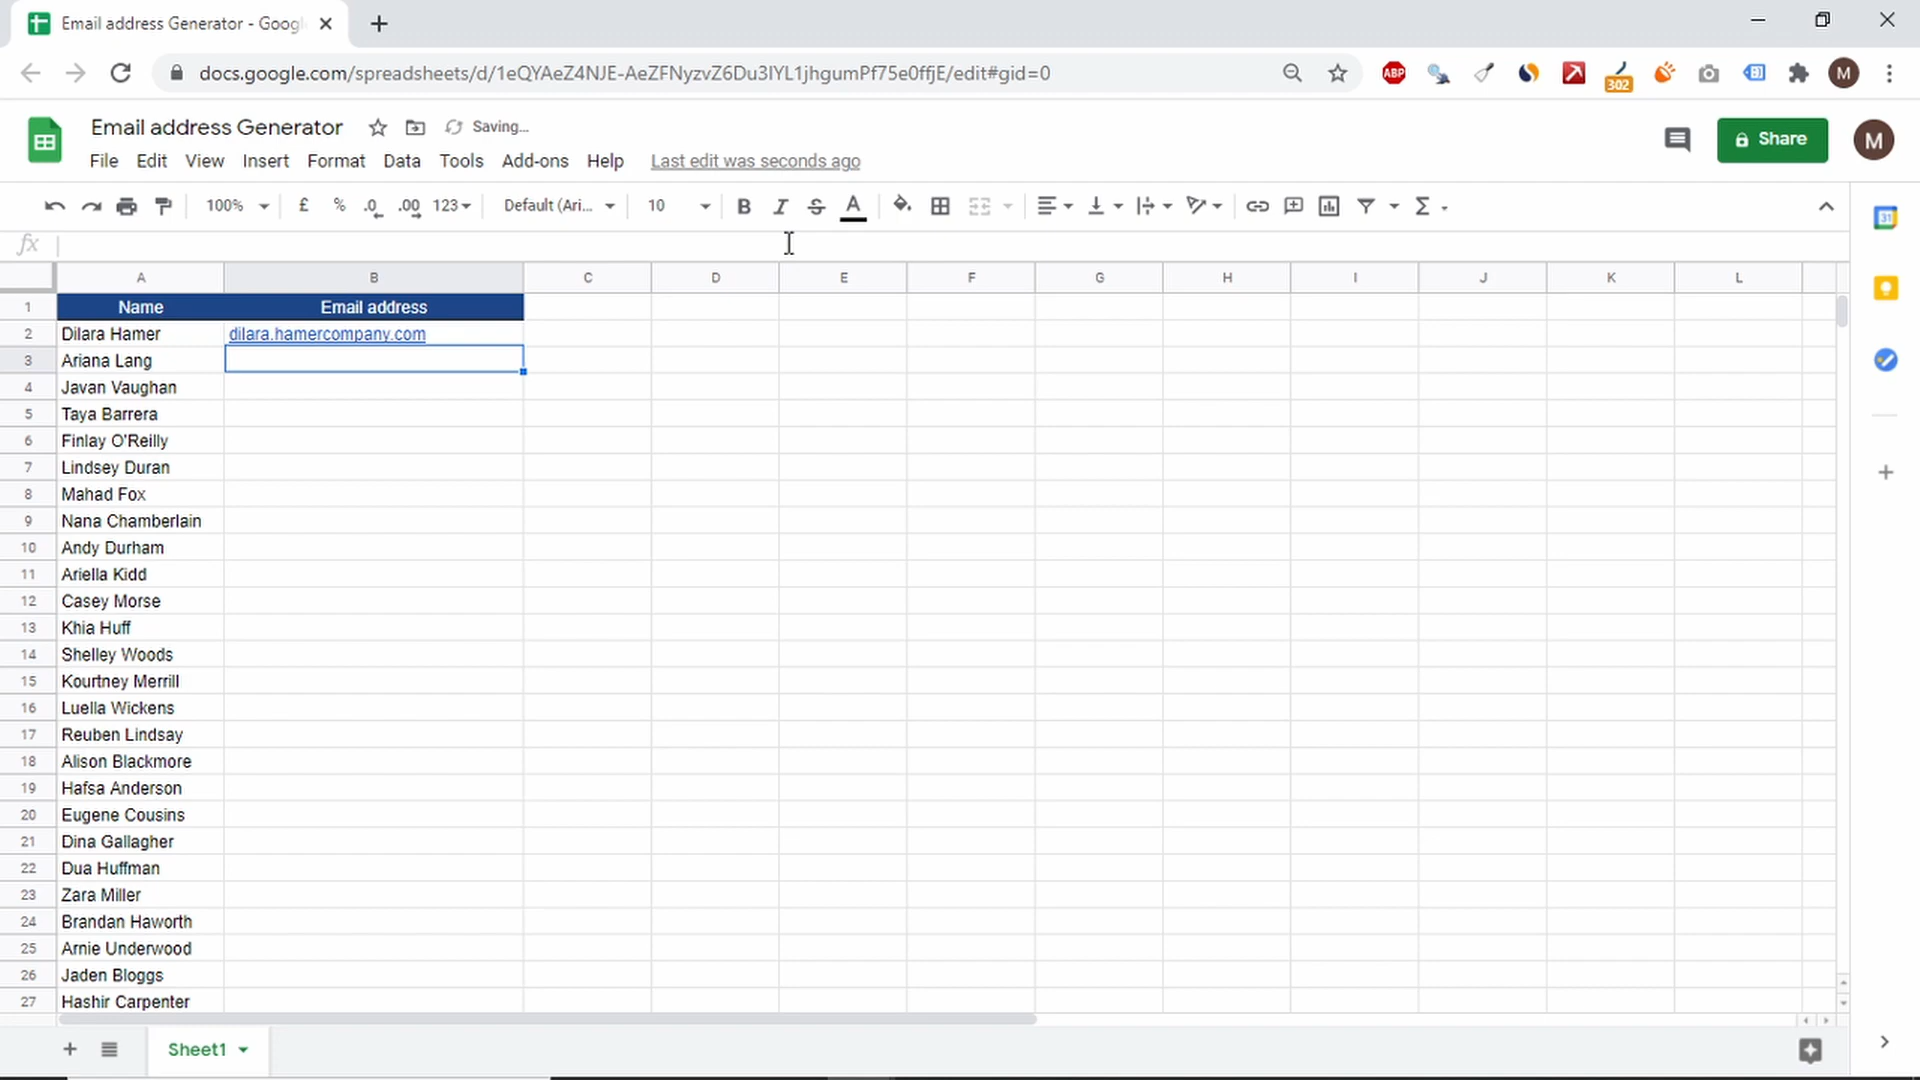 Email address Generator - Goog
docs.google.com/spreadsheets/d/1eQYAeZ4NJE-AeZFNyzvZ6Du3lYL1jhgumPf75e0ffjE/edit#gid=0
ABP
302
M
Email address Generator
Saving...
File Edit View Insert Format Data Tools Add-ons Help Last edit was seconds ago
Share
M
100% £ % .0 .00 123 Default (Ari... 10 B I S A Σ
31
fx
A B C D E F G H I J K L
1 Name Email address
2 Dilara Hamer dilara.hamercompany.com
3 Ariana Lang
4 Javan Vaughan
5 Taya Barrera
6 Finlay O'Reilly
7 Lindsey Duran
8 Mahad Fox
9 Nana Chamberlain
10 Andy Durham
11 Ariella Kidd
12 Casey Morse
13 Khia Huff
14 Shelley Woods
15 Kourtney Merrill
16 Luella Wickens
17 Reuben Lindsay
18 Alison Blackmore
19 Hafsa Anderson
20 Eugene Cousins
21 Dina Gallagher
22 Dua Huffman
23 Zara Miller
24 Brandan Haworth
25 Arnie Underwood
26 Jaden Bloggs
27 Hashir Carpenter
Sheet1